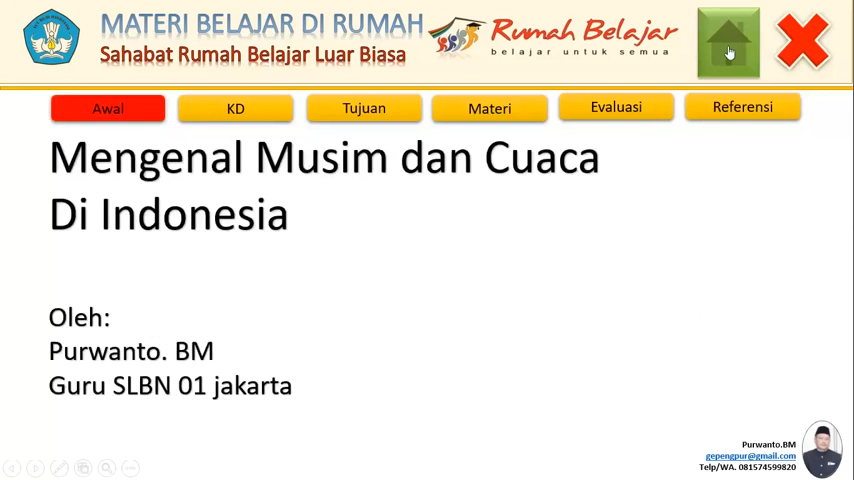 MATERI BELAJAR DI RUMAH
Sahabat Rumah Belajar Luar Biasa
Rumah Belajar
belajar untuk semua
Awal
KD
Tujuan
Materi
Evaluasi
Referensi
Mengenal Musim dan Cuaca
Di Indonesia
Oleh:
Purwanto. BM
Guru SLBN 01 jakarta
Purwanto.BM
gepengpur@gmail.com
Telp/WA. 081574599820